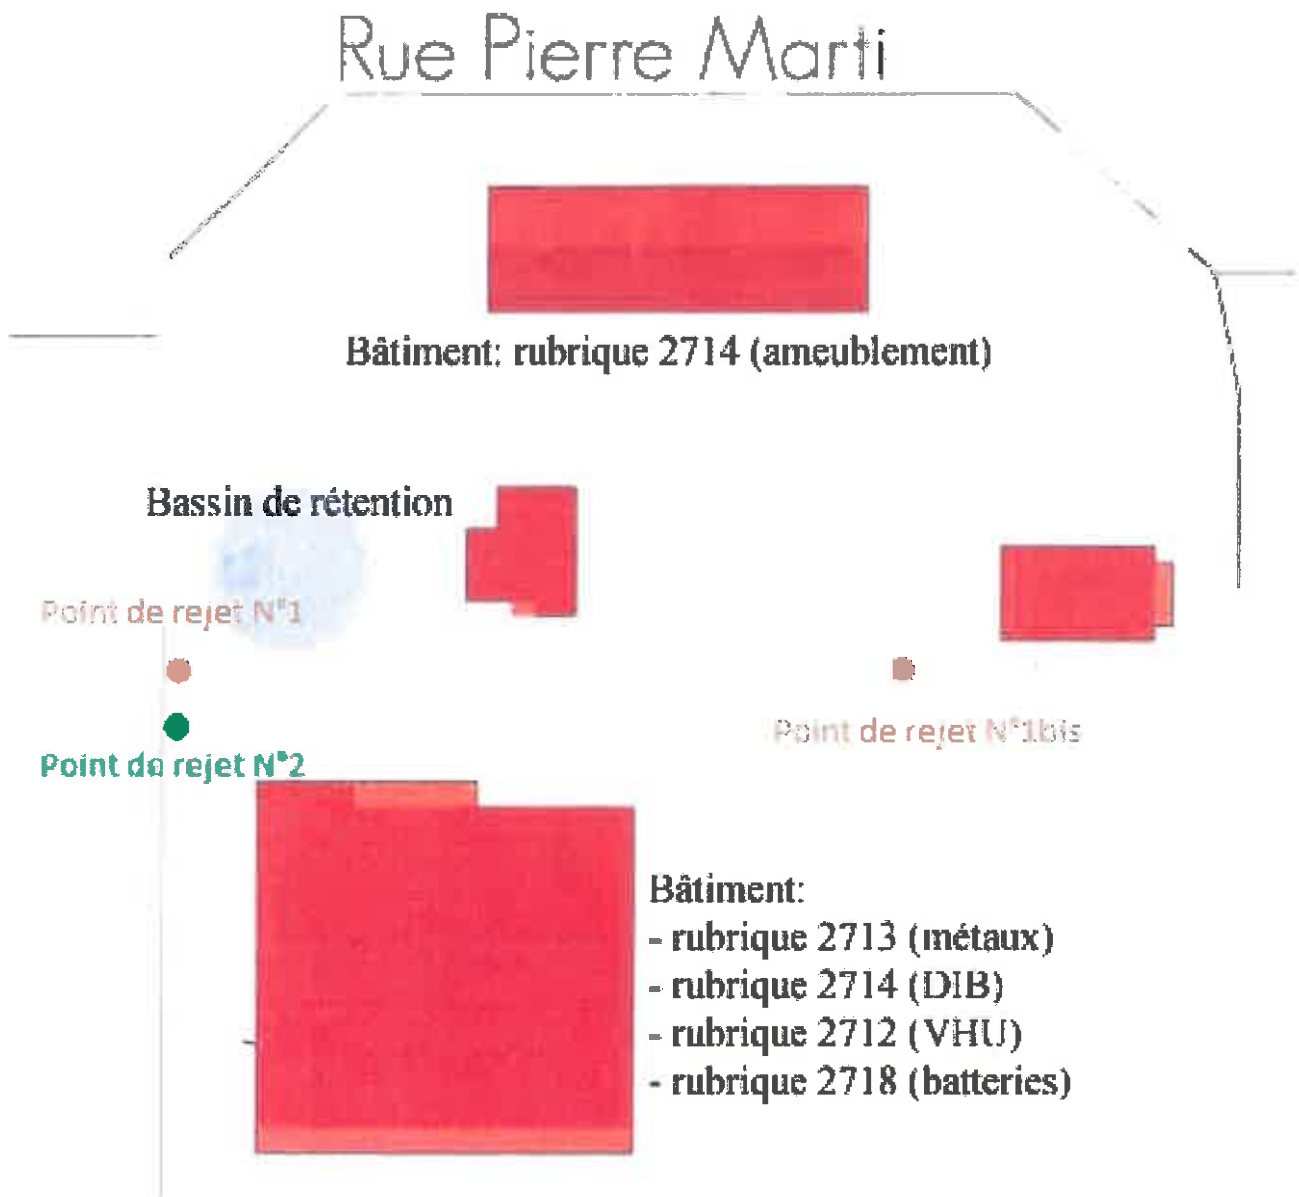 Rue Pierre Marti
Bâtiment: rubrique 2714 (ameublement)
Bassin de rétention
Point de rejet N°1
Point de rejet N°1bis
Point de rejet N°2
Bâtiment:
- rubrique 2713 (métaux)
- rubrique 2714 (DIB)
- rubrique 2712 (VHU)
- rubrique 2718 (batteries)